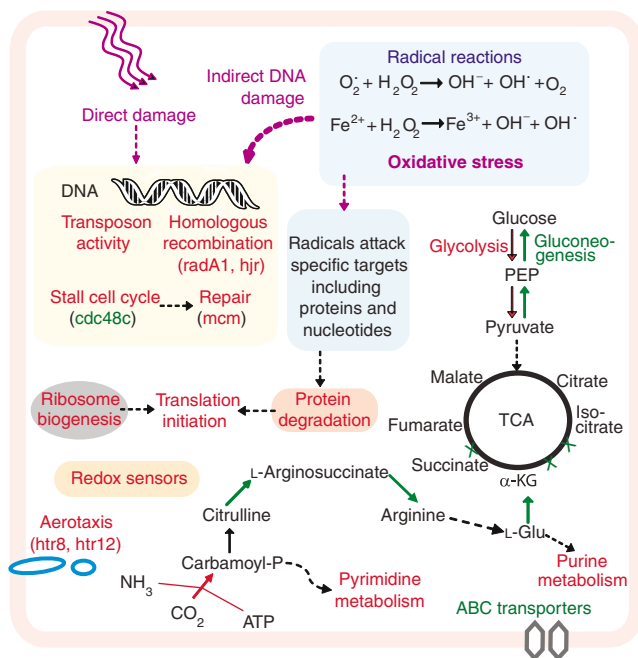 Radical reactions
O₂˙ + H₂O₂ → OH⁻ + OH˙ + O₂
Fe²⁺ + H₂O₂ → Fe³⁺ + OH⁻ + OH˙
Oxidative stress
Indirect DNA
damage
Direct damage
DNA
Transposon
activity
Homologous
recombination
(radA1, hjr)
Stall cell cycle
(cdc48c)
Repair
(mcm)
Radicals attack
specific targets
including
proteins and
nucleotides
Glucose
Glycolysis
Gluconeo-
genesis
PEP
Pyruvate
Malate
Citrate
TCA
Iso-
citrate
Fumarate
Succinate
α-KG
Ribosome
biogenesis
Translation
initiation
Protein
degradation
Redox sensors
L-Arginosuccinate
Citrulline
Arginine
L-Glu
Aerotaxis
(htr8, htr12)
Carbamoyl-P
NH₃
CO₂
ATP
Pyrimidine
metabolism
Purine
metabolism
ABC transporters